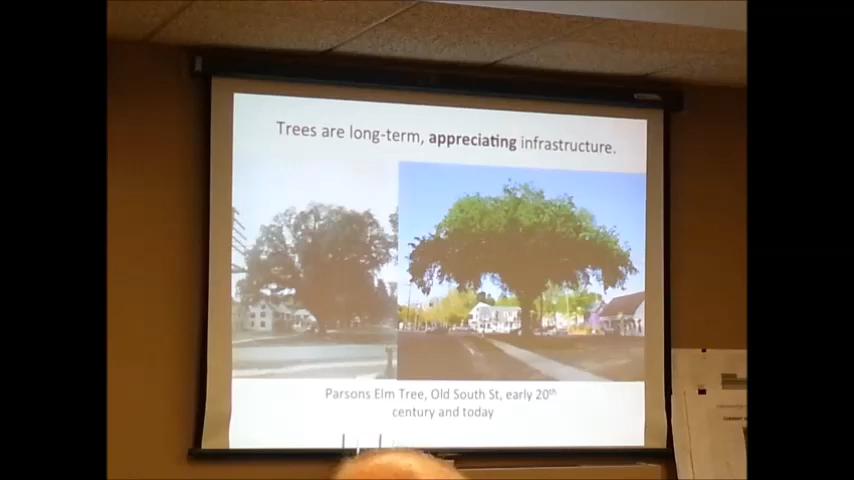 Trees are long-term, appreciating infrastructure.
Parsons Elm Tree, Old South St, early 20th
century and today